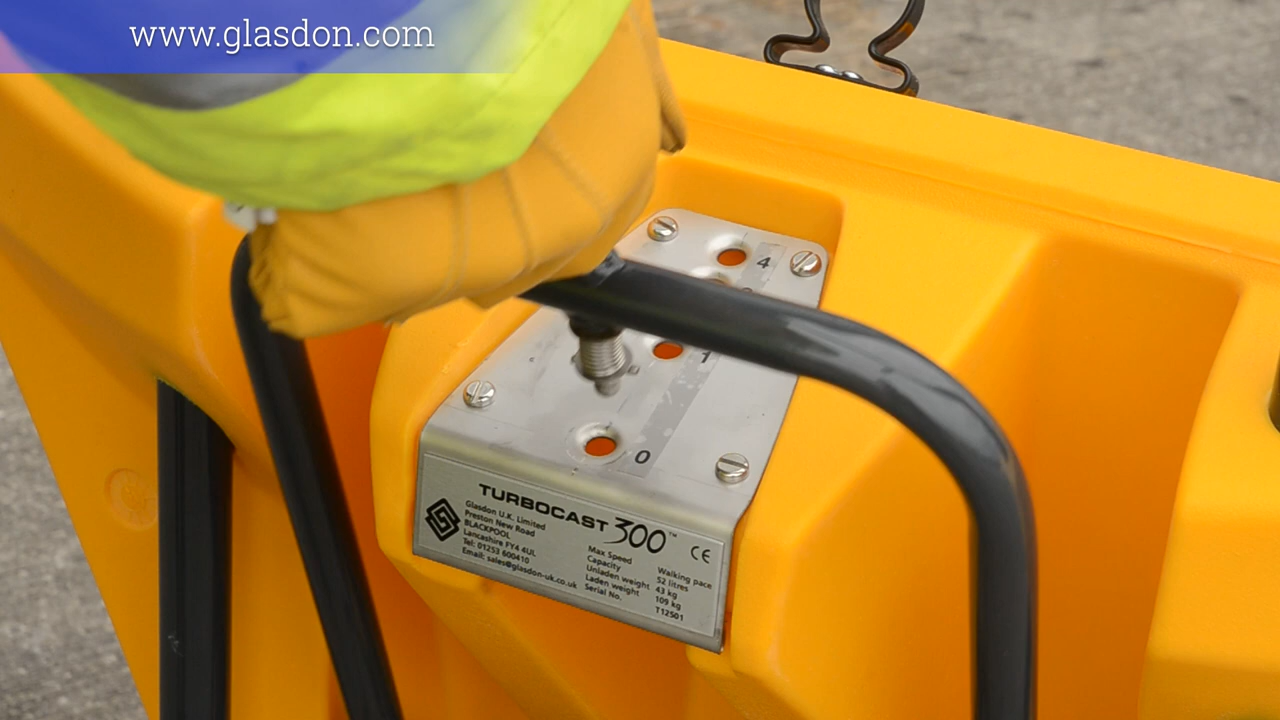 www.glasdon.com
4
1
0
TURBOCAST 300™
Glasdon U.K. Limited
Preston New Road
BLACKPOOL
Lancashire FY4 4UL
Tel: 01253 600410
Email: sales@glasdon-uk.co.uk
CE
Max Speed Walking pace
Capacity 52 litres
Unladen weight 43 kg
Laden weight 109 kg
Serial No. T12501